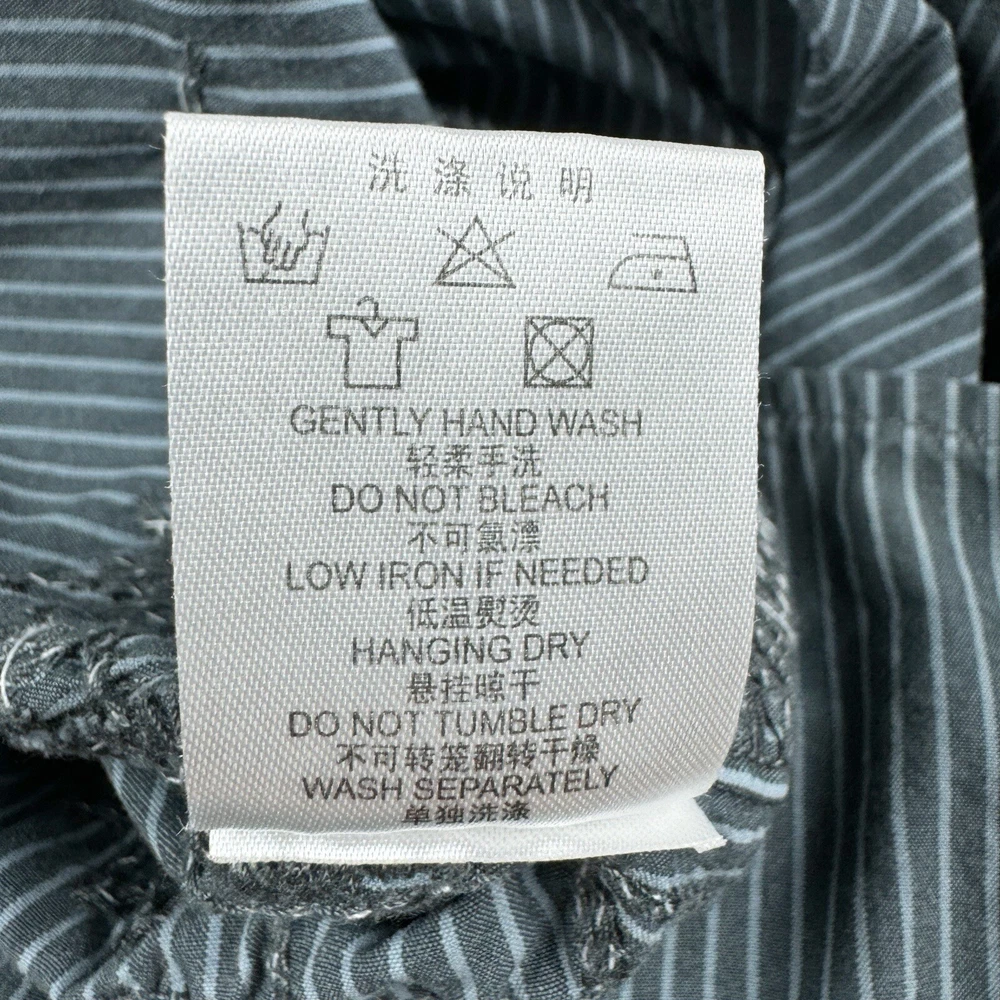 洗涤说明
GENTLY HAND WASH
轻柔手洗
DO NOT BLEACH
不可氯漂
LOW IRON IF NEEDED
低温熨烫
HANGING DRY
悬挂晾干
DO NOT TUMBLE DRY
不可转笼翻转干燥
WASH SEPARATELY
单独洗涤